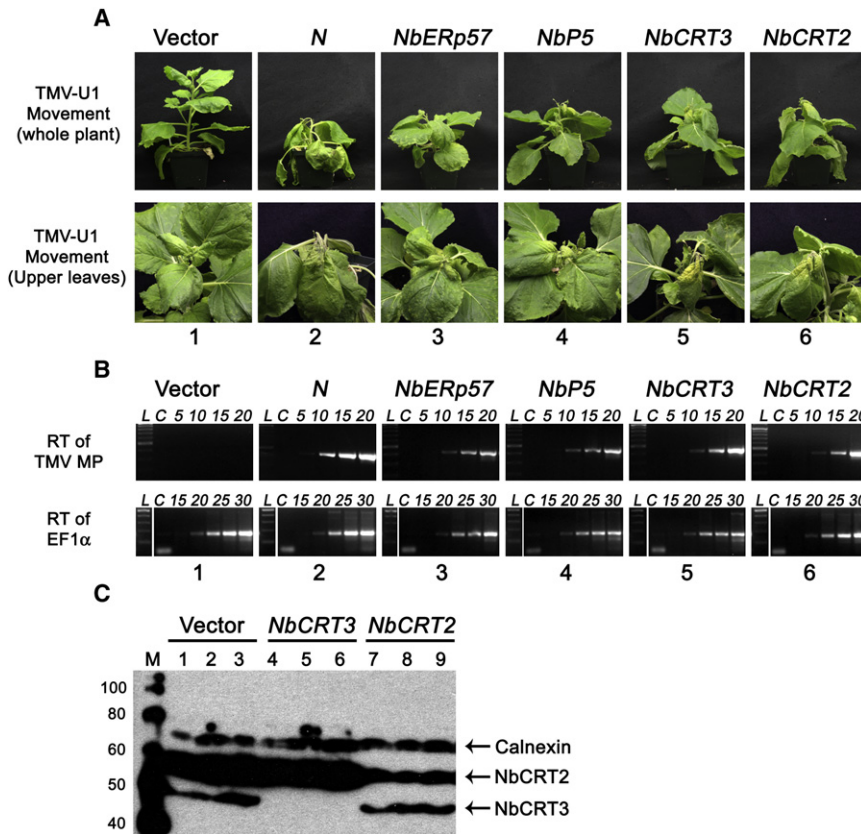 A
Vector N NbERp57 NbP5 NbCRT3 NbCRT2
TMV-U1
Movement
(whole plant)
TMV-U1
Movement
(Upper leaves)
1 2 3 4 5 6
B
Vector N NbERp57 NbP5 NbCRT3 NbCRT2
L C 5 10 15 20 L C 5 10 15 20 L C 5 10 15 20 L C 5 10 15 20 L C 5 10 15 20 L C 5 10 15 20
RT of
TMV MP
L C 15 20 25 30 L C 15 20 25 30 L C 15 20 25 30 L C 15 20 25 30 L C 15 20 25 30 L C 15 20 25 30
RT of
EF1α
1 2 3 4 5 6
C
Vector NbCRT3 NbCRT2
M 1 2 3 4 5 6 7 8 9
100
80
60
50
40
← Calnexin
← NbCRT2
← NbCRT3